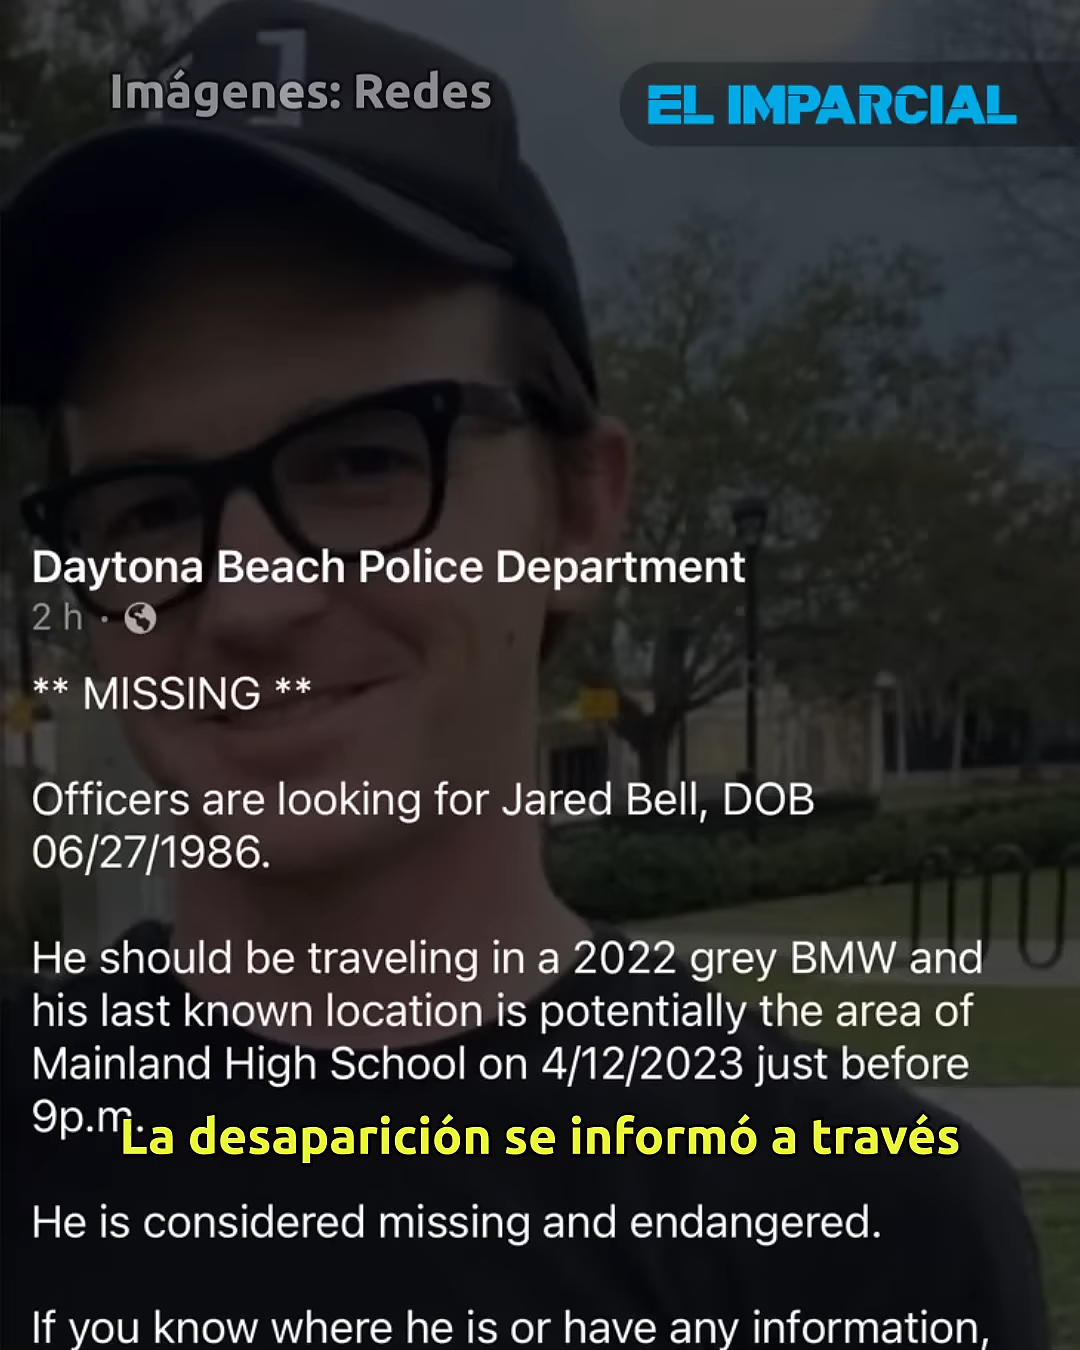 Imágenes: Redes
EL IMPARCIAL
Daytona Beach Police Department
2 h ·
** MISSING **
Officers are looking for Jared Bell, DOB
06/27/1986.
He should be traveling in a 2022 grey BMW and
his last known location is potentially the area of
Mainland High School on 4/12/2023 just before
9p.m.
La desaparición se informó a través
He is considered missing and endangered.
If you know where he is or have any information,